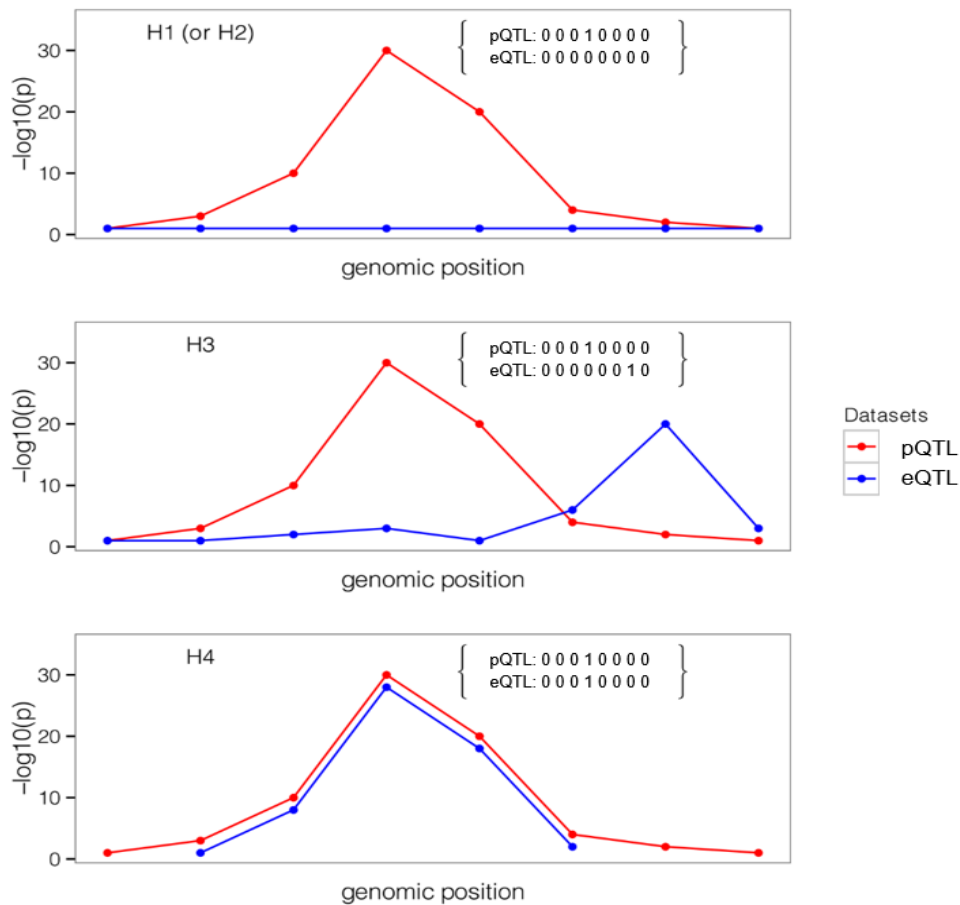 H1 (or H2)
pQTL: 0 0 0 1 0 0 0 0
eQTL: 0 0 0 0 0 0 0 0
30
20
10
0
−log10(p)
genomic position
H3
pQTL: 0 0 0 1 0 0 0 0
eQTL: 0 0 0 0 0 0 1 0
30
20
10
0
−log10(p)
genomic position
Datasets
pQTL
eQTL
H4
pQTL: 0 0 0 1 0 0 0 0
eQTL: 0 0 0 1 0 0 0 0
30
20
10
0
−log10(p)
genomic position